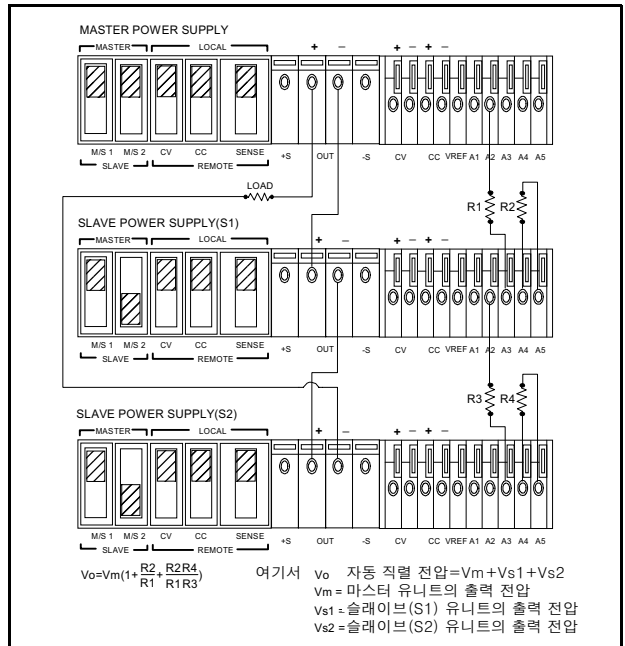 MASTER POWER SUPPLY
MASTER LOCAL + − + − + −
M/S 1 M/S 2 CV CC SENSE +S OUT -S CV CC VREF A1 A2 A3 A4 A5
SLAVE REMOTE
LOAD
R1 R2
SLAVE POWER SUPPLY(S1)
MASTER LOCAL + − + − + −
M/S 1 M/S 2 CV CC SENSE +S OUT -S CV CC VREF A1 A2 A3 A4 A5
SLAVE REMOTE
R3 R4
SLAVE POWER SUPPLY(S2)
MASTER LOCAL + − + − + −
M/S 1 M/S 2 CV CC SENSE +S OUT -S CV CC VREF A1 A2 A3 A4 A5
SLAVE REMOTE
Vo=Vm(1+R2/R1+R2R4/R1R3) 여기서 Vo 자동 직렬 전압=Vm+Vs1+Vs2
Vm = 마스터 유니트의 출력 전압
Vs1 = 슬래이브(S1) 유니트의 출력 전압
Vs2 = 슬래이브(S2) 유니트의 출력 전압